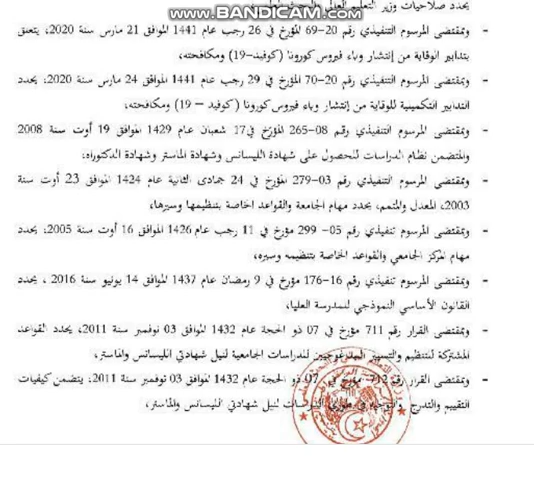 يحدد صلاحيات وزير التعليم العالي
www.BANDICAM.com
- وبمقتضى المرسوم التنفيذي رقم 20-69 المؤرخ في 26 رجب عام 1441 الموافق 21 مارس سنة 2020، يتعلق
بتدابير الوقاية من إنتشار وباء فيروس كورونا (كوفيد-19) ومكافحته،
- وبمقتضى المرسوم التنفيذي رقم 20-70 المؤرخ في 29 رجب عام 1441 الموافق 24 مارس سنة 2020، يحدد
التدابير التكميلية للوقاية من إنتشار وباء فيروس كورونا (كوفيد – 19) ومكافحته،
- وبمقتضى المرسوم التنفيذي رقم 08-265 المؤرخ في17 شعبان عام 1429 الموافق 19 أوت سنة 2008
والمتضمن نظام الدراسات للحصول على شهادة الليسانس وشهادة الماستر وشهادة الدكتوراه،
- وبمقتضى المرسوم التنفيذي رقم 03-279 المؤرخ في 24 جمادى الثانية عام 1424 الموافق 23 أوت سنة
2003، المعدل والمتمم، يحدد مهام الجامعة والقواعد الخاصة بتنظيمها وسيرها،
- وبمقتضى المرسوم تنفيذي رقم 05- 299 مؤرخ في 11 رجب عام 1426 الموافق 16 أوت سنة 2005، يحدد
مهام المركز الجامعي والقواعد الخاصة بتنظيمه وسيره،
- وبمقتضى المرسوم تنفيذي رقم 16-176 مؤرخ في 9 رمضان عام 1437 الموافق 14 يونيو سنة 2016 ، يحدد
القانون الأساسي النموذجي للمدرسة العليا،
- وبمقتضى القرار رقم 711 مؤرخ في 07 ذو الحجة عام 1432 الموافق 03 نوفمبر سنة 2011، يحدد القواعد
المشتركة للتنظيم والتسيير البيداغوجيين للدراسات الجامعية لنيل شهادتي الليسانس والماستر،
- وبمقتضى القرار رقم 712 مؤرخ في 07 ذو الحجة عام 1432 الموافق 03 نوفمبر سنة 2011، يتضمن كيفيات
التقييم والتدرج والتوجيه في طوري الدراسات لنيل شهادتي الليسانس والماستر،